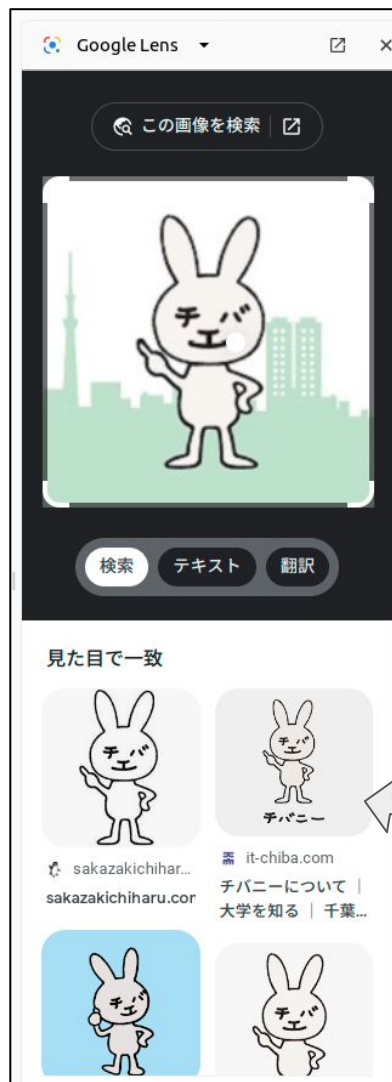 Google Lens
この画像を検索
チバ
エ
検索 テキスト 翻訳
見た目で一致
チバ
エ
チバ
エ
チバニー
sakazakichihar...
sakazakichiharu.cor
it-chiba.com
チバニーについて |
大学を知る | 千葉...
チバ
エ
チバ
エ